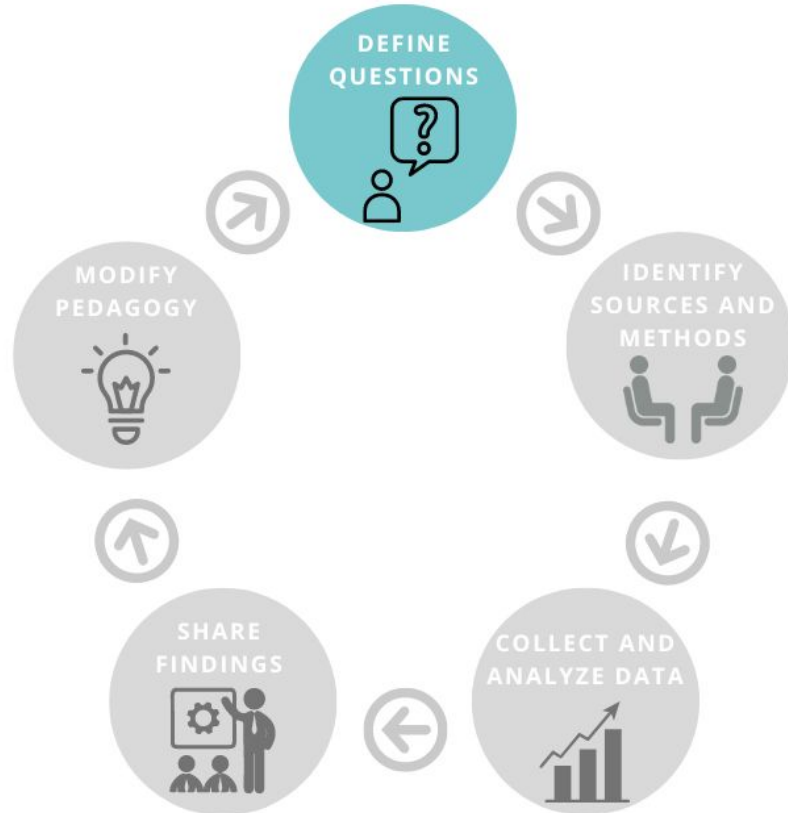 DEFINE
QUESTIONS
?
IDENTIFY
SOURCES AND
METHODS
COLLECT AND
ANALYZE DATA
SHARE
FINDINGS
MODIFY
PEDAGOGY